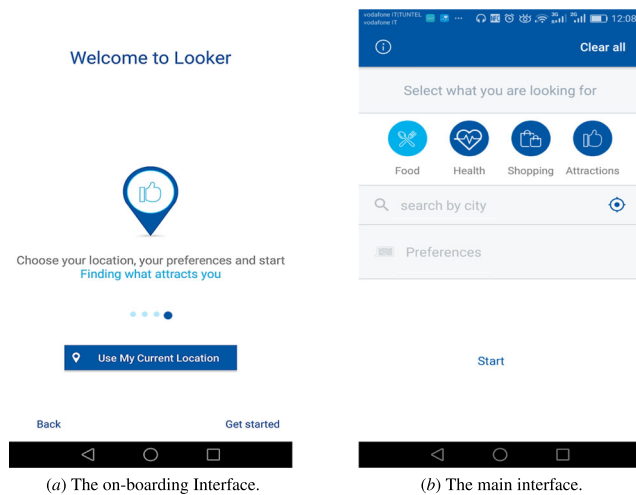 Welcome to Looker
Choose your location, your preferences and start
Finding what attracts you
Use My Current Location
Back Get started
(a) The on-boarding Interface.
vodafone IT|TUNTEL
vodafone IT
3G 3G 12:08
Clear all
Select what you are looking for
Food Health Shopping Attractions
search by city
Preferences
Start
(b) The main interface.